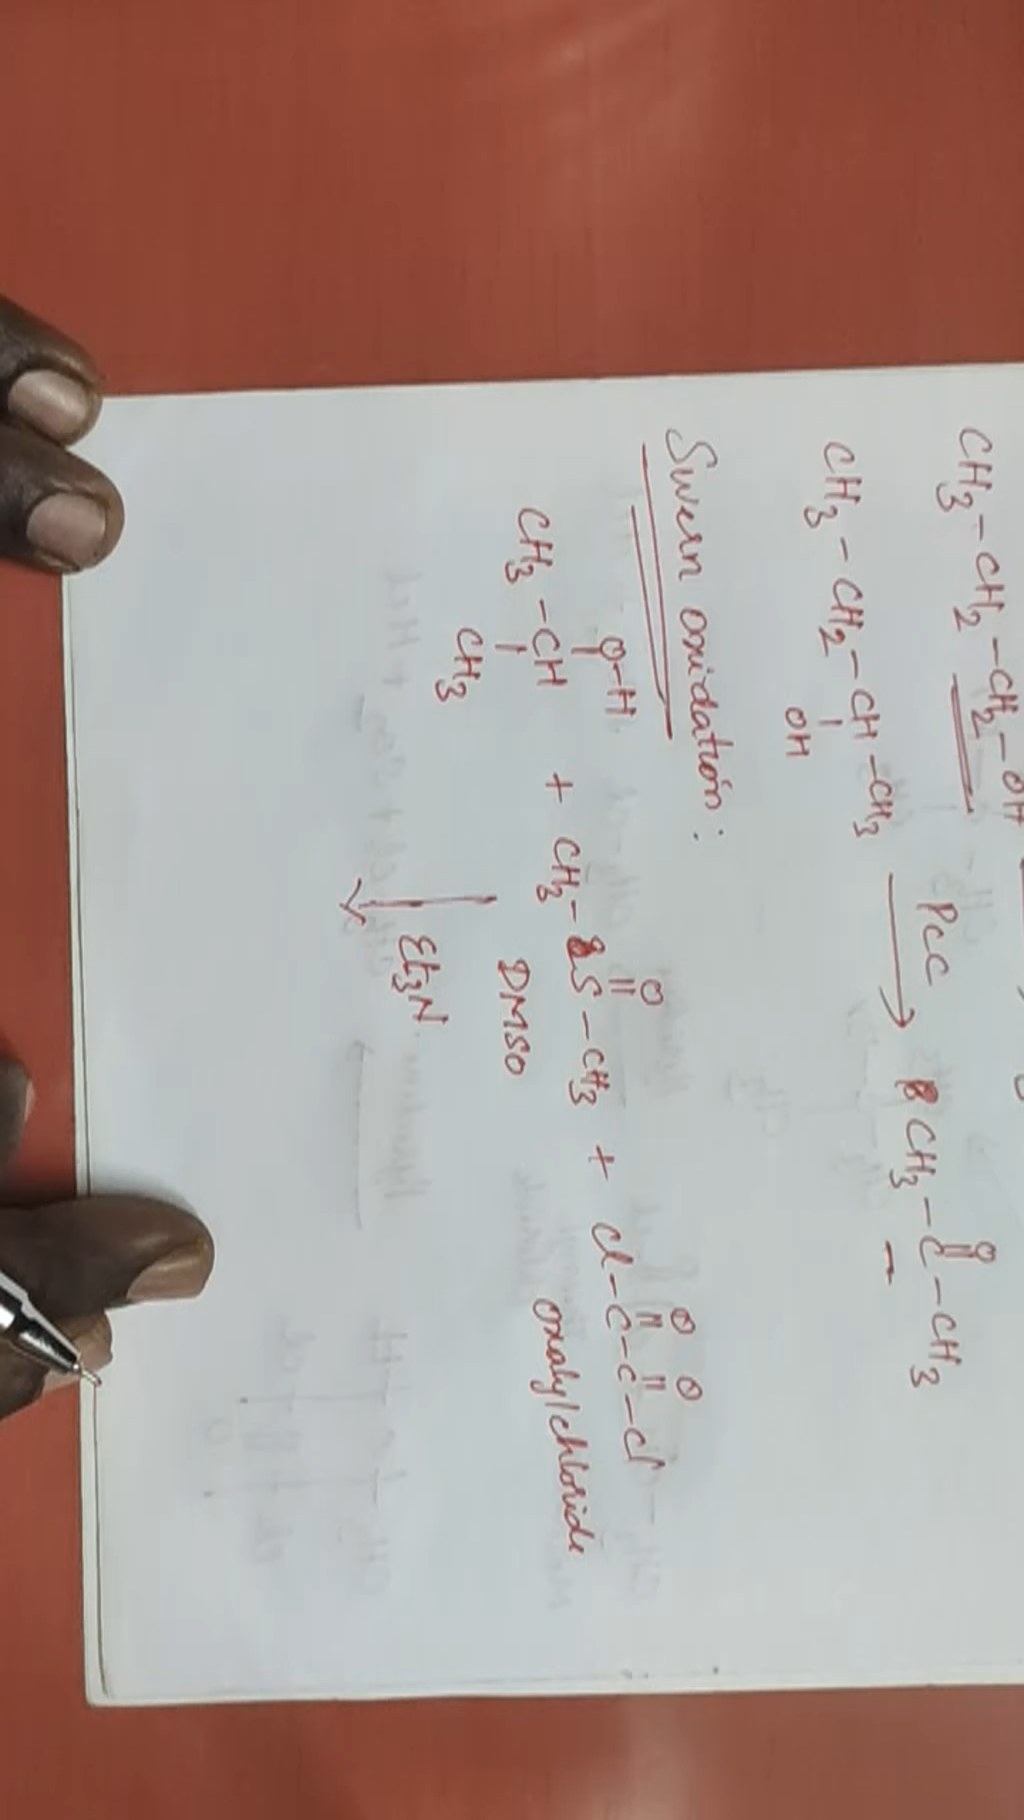 CH3-CH2-CH2-OH
CH3-CH2-CH-CH3 PCC → CH3-C-CH3
OH O
Swern oxidation:
O-H O O O
CH3-CH + CH3-S-CH3 + Cl-C-C-Cl
CH3 DMSO oxalylchloride
Et3N